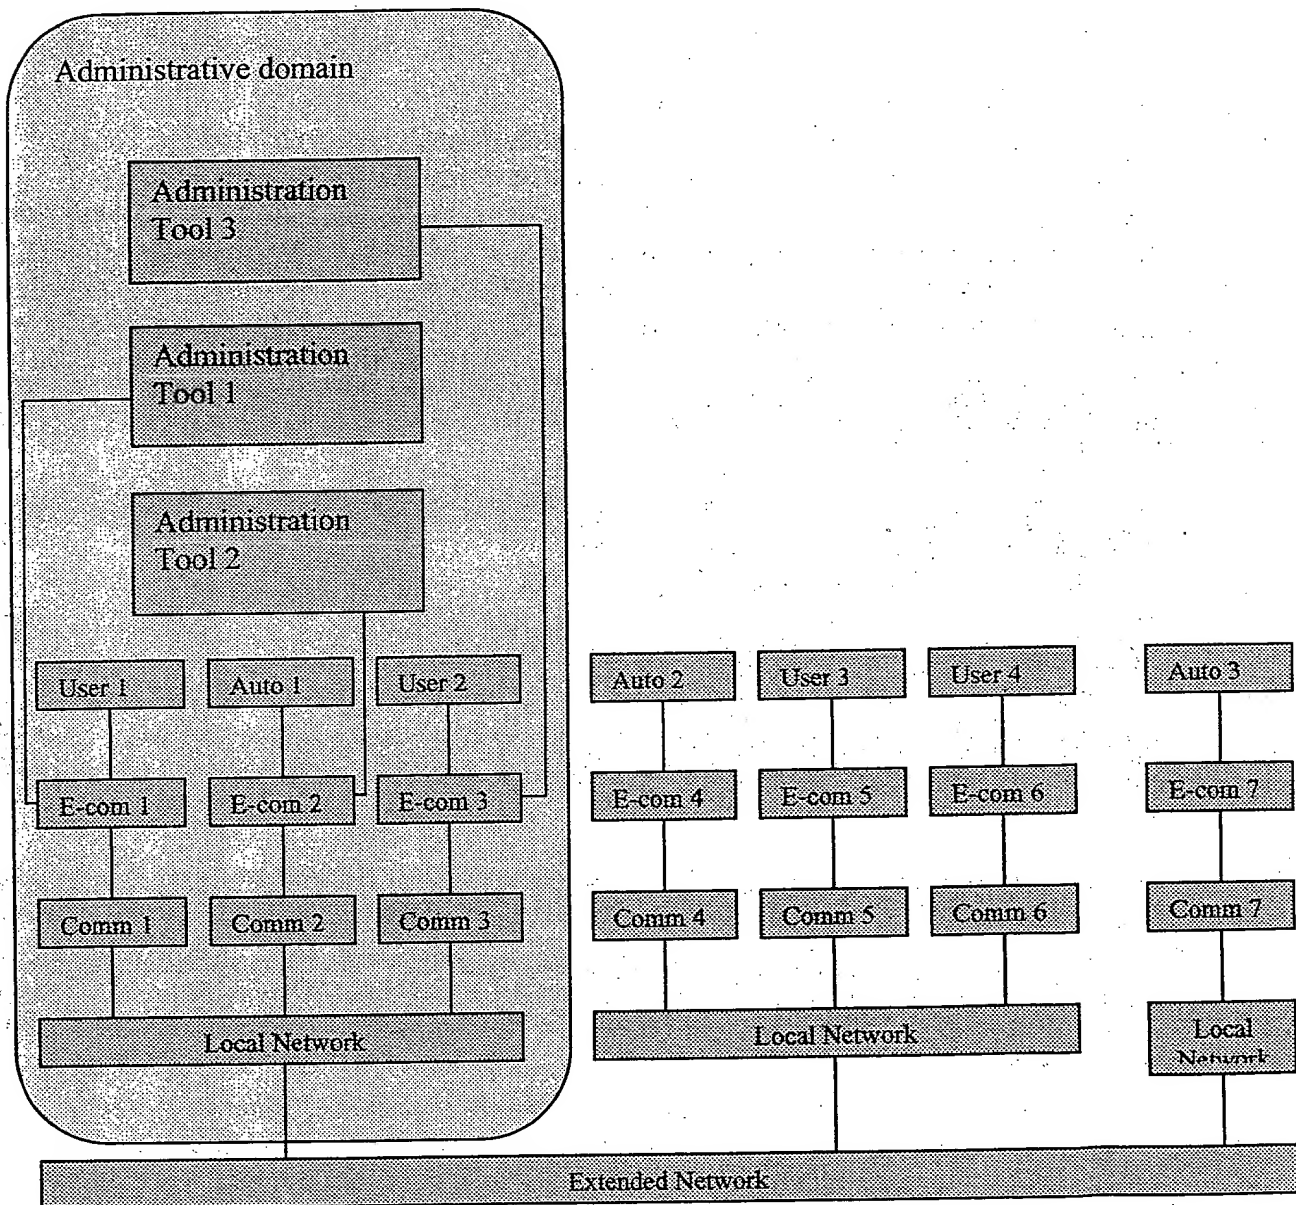 Administrative domain
Administration
Tool 3
Administration
Tool 1
Administration
Tool 2
User 1
Auto 1
User 2
Auto 2
User 3
User 4
Auto 3
E-com 1
E-com 2
E-com 3
E-com 4
E-com 5
E-com 6
E-com 7
Comm 1
Comm 2
Comm 3
Comm 4
Comm 5
Comm 6
Comm 7
Local Network
Local Network
Local
Network
Extended Network